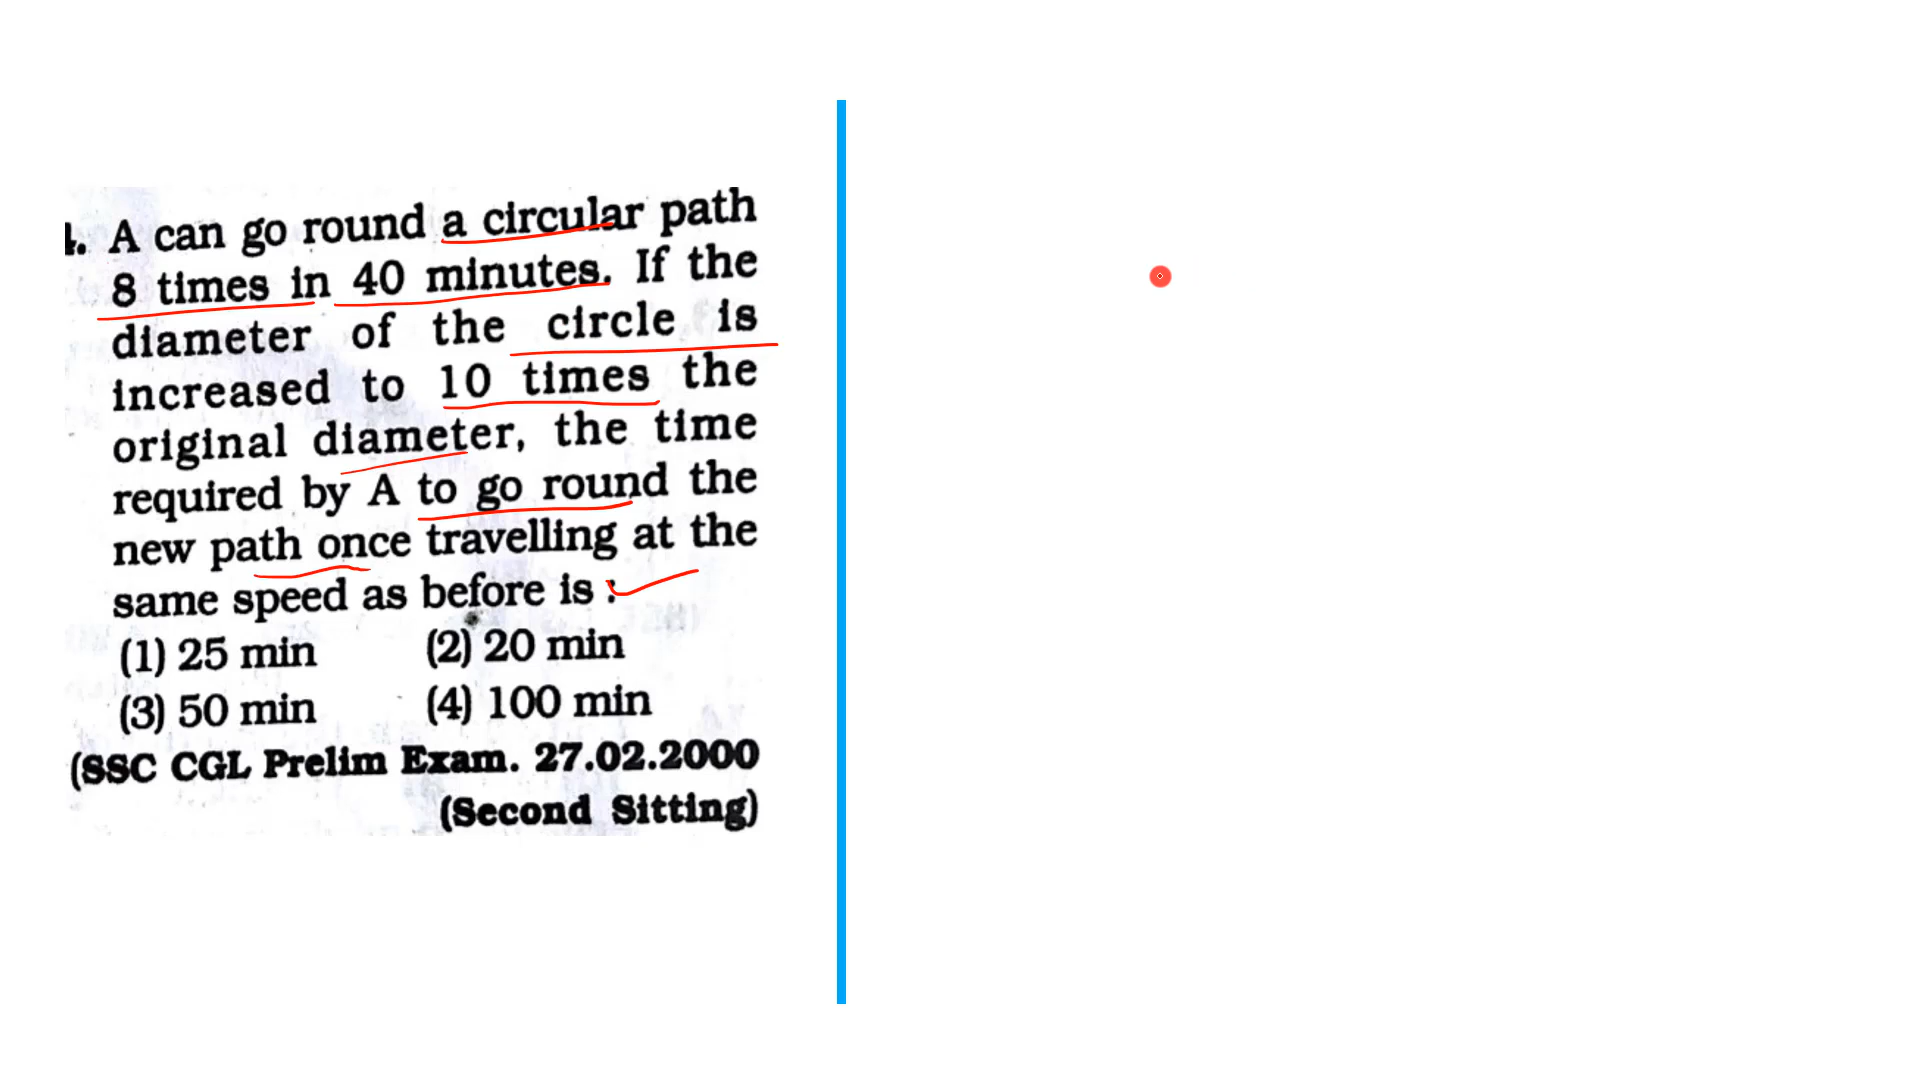 4. A can go round a circular path
8 times in 40 minutes. If the
diameter of the circle is
increased to 10 times the
original diameter, the time
required by A to go round the
new path once travelling at the
same speed as before is :
(1) 25 min (2) 20 min
(3) 50 min (4) 100 min
(SSC CGL Prelim Exam. 27.02.2000
(Second Sitting)